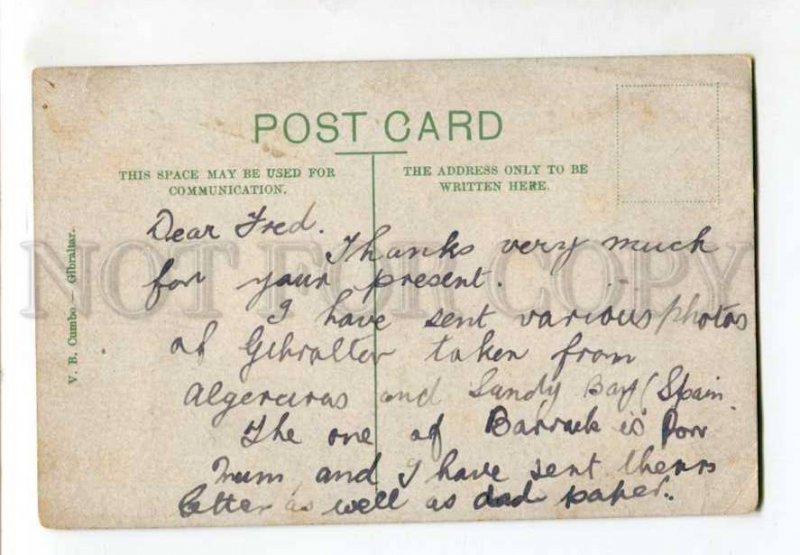 POST CARD
THIS SPACE MAY BE USED FOR
COMMUNICATION.
THE ADDRESS ONLY TO BE
WRITTEN HERE.
V. B. Cumbo – Gibraltar.
NOT FOR COPY
Dear Fred.
Thanks very much
for your present.
I have sent various photos
of Gibralter taken from
Algeciras and Sandy Bay (Spain
The one of Barrack is for
Mum, and I have sent them
letter as well as dad paper.